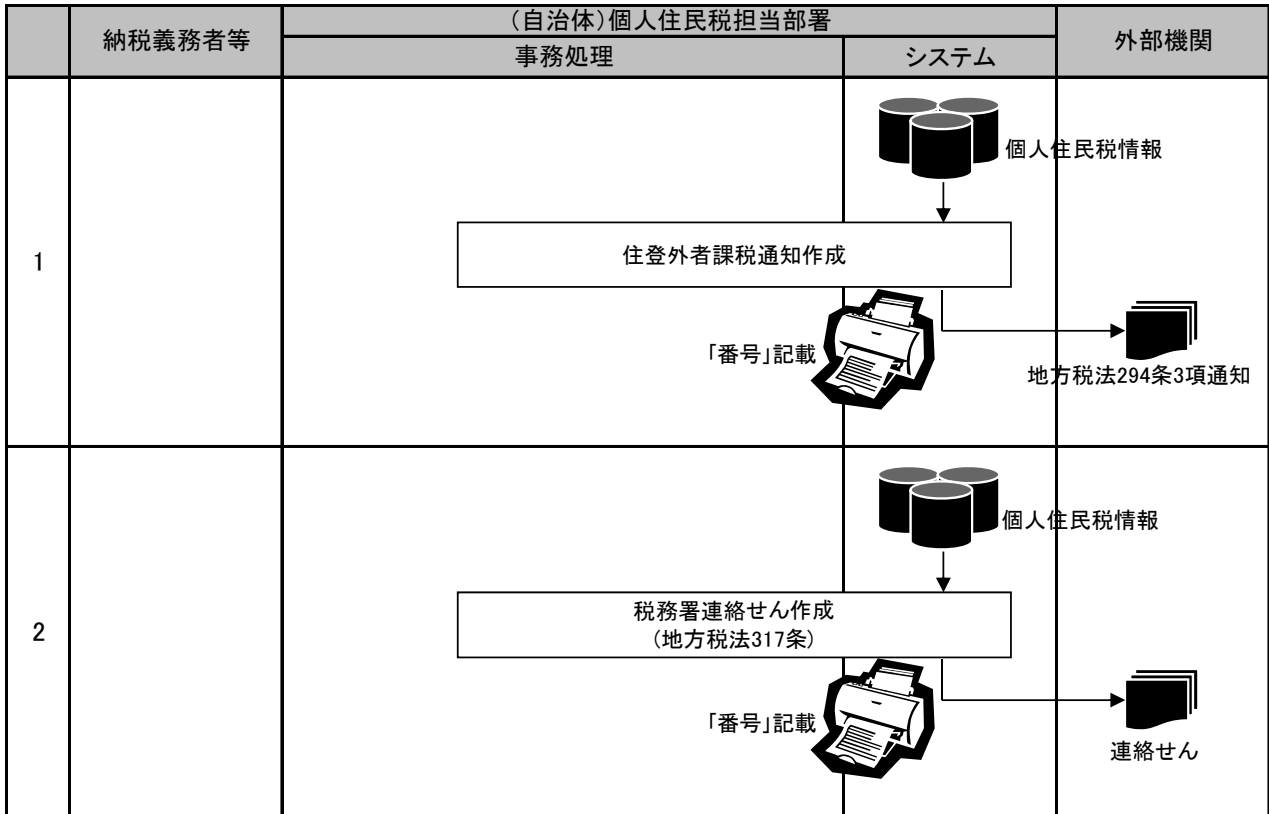 納税義務者等
(自治体)個人住民税担当部署
事務処理
システム
外部機関
1
個人住民税情報
住登外者課税通知作成
「番号」記載
地方税法294条3項通知
2
個人住民税情報
税務署連絡せん作成
(地方税法317条)
「番号」記載
連絡せん